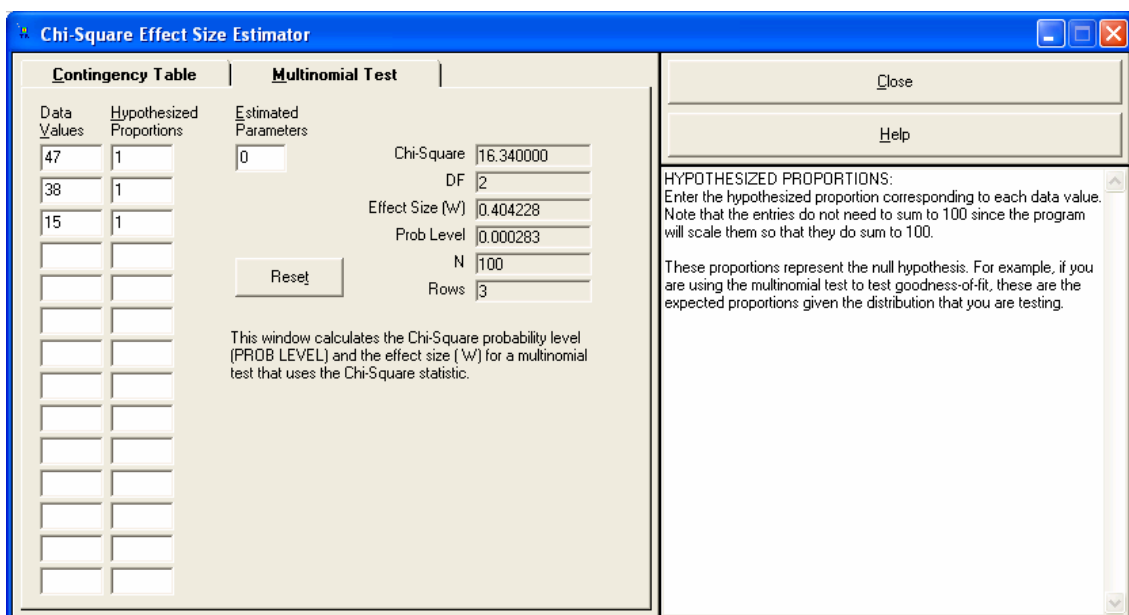 Chi-Square Effect Size Estimator
Contingency Table
Multinomial Test
Data
Values
Hypothesized
Proportions
Estimated
Parameters
47
1
0
38
1
15
1
Chi-Square 16.340000
DF 2
Effect Size (W) 0.404228
Prob Level 0.000283
N 100
Rows 3
Reset
This window calculates the Chi-Square probability level
(PROB LEVEL) and the effect size ( W) for a multinomial
test that uses the Chi-Square statistic.
Close
Help
HYPOTHESIZED PROPORTIONS:
Enter the hypothesized proportion corresponding to each data value.
Note that the entries do not need to sum to 100 since the program
will scale them so that they do sum to 100.
These proportions represent the null hypothesis. For example, if you
are using the multinomial test to test goodness-of-fit, these are the
expected proportions given the distribution that you are testing.